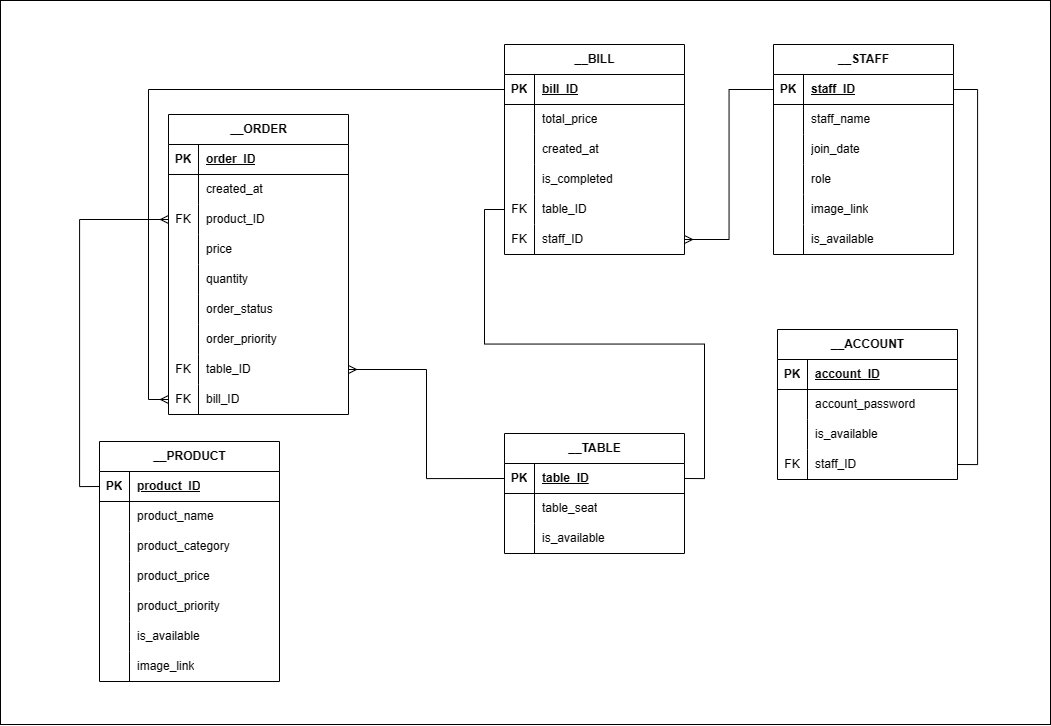 __BILL
PK bill_ID
total_price
created_at
is_completed
FK table_ID
FK staff_ID
__STAFF
PK staff_ID
staff_name
join_date
role
image_link
is_available
__ORDER
PK order_ID
created_at
FK product_ID
price
quantity
order_status
order_priority
FK table_ID
FK bill_ID
__ACCOUNT
PK account_ID
account_password
is_available
FK staff_ID
__PRODUCT
PK product_ID
product_name
product_category
product_price
product_priority
is_available
image_link
__TABLE
PK table_ID
table_seat
is_available